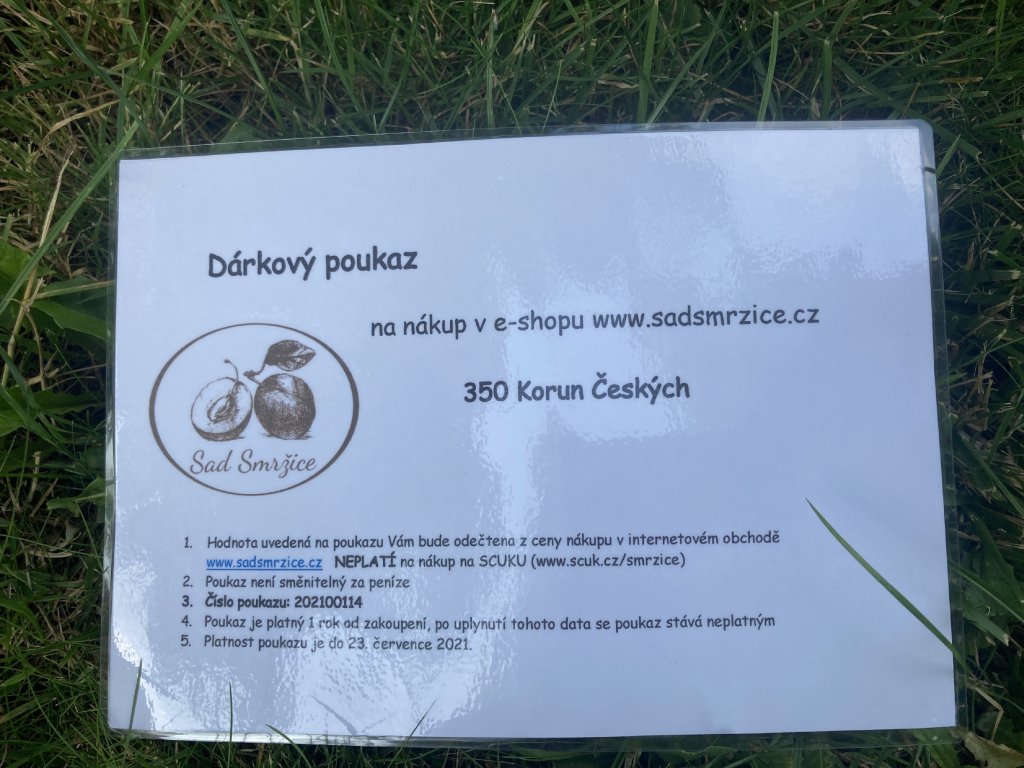 Dárkový poukaz
na nákup v e-shopu www.sadsmrzice.cz
350 Korun Českých
Sad Smržice
1. Hodnota uvedená na poukazu Vám bude odečtena z ceny nákupu v internetovém obchodě
www.sadsmrzice.cz NEPLATÍ na nákup na SCUKU (www.scuk.cz/smrzice)
2. Poukaz není směnitelný za peníze
3. Číslo poukazu: 202100114
4. Poukaz je platný 1 rok od zakoupení, po uplynutí tohoto data se poukaz stává neplatným
5. Platnost poukazu je do 23. července 2021.